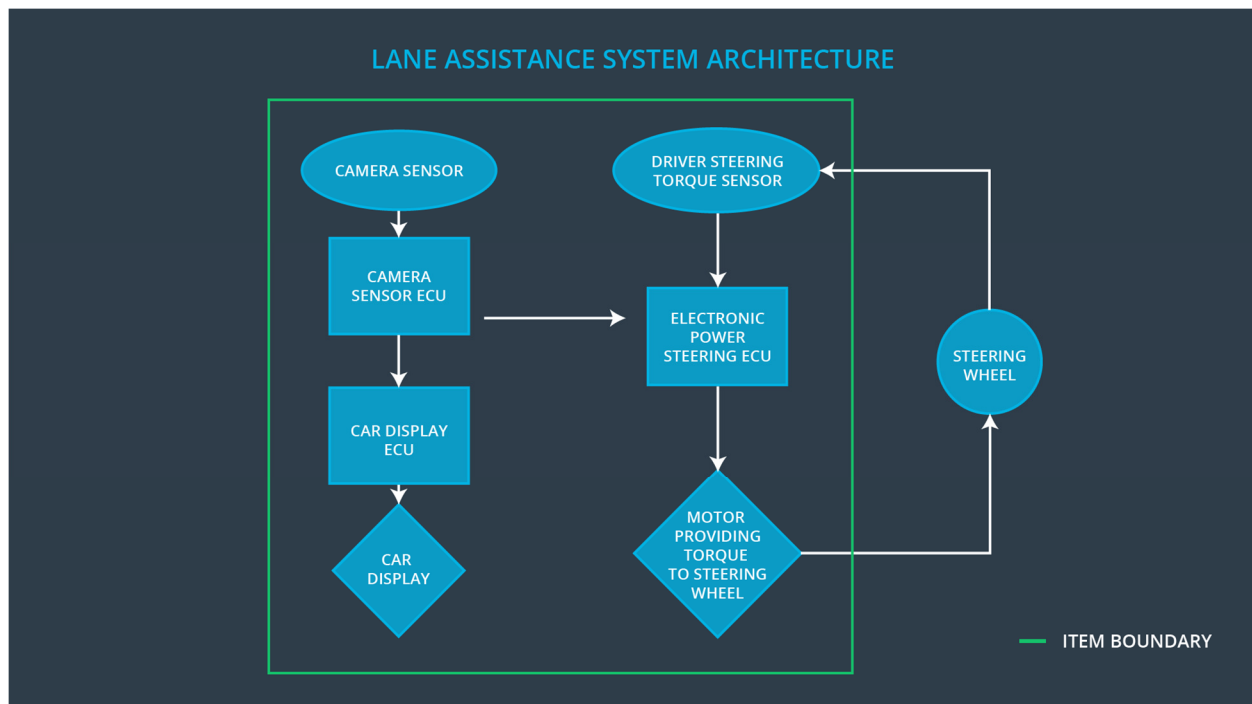 LANE ASSISTANCE SYSTEM ARCHITECTURE
CAMERA SENSOR
CAMERA
SENSOR ECU
CAR DISPLAY
ECU
CAR
DISPLAY
DRIVER STEERING
TORQUE SENSOR
ELECTRONIC
POWER
STEERING ECU
MOTOR
PROVIDING
TORQUE
TO STEERING
WHEEL
STEERING
WHEEL
ITEM BOUNDARY